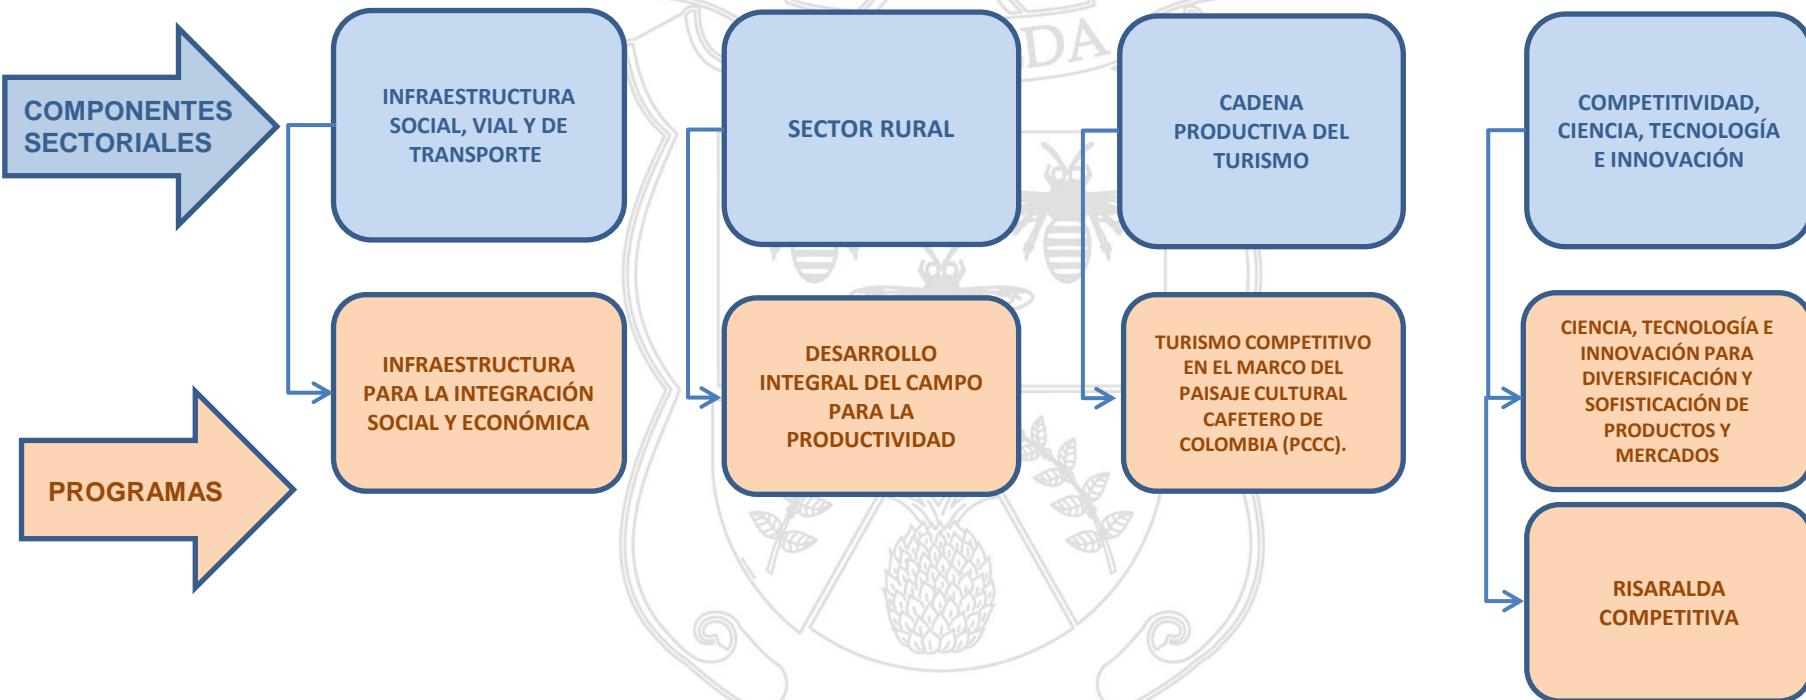 COMPONENTES
SECTORIALES
INFRAESTRUCTURA
SOCIAL, VIAL Y DE
TRANSPORTE
SECTOR RURAL
CADENA
PRODUCTIVA DEL
TURISMO
COMPETITIVIDAD,
CIENCIA, TECNOLOGÍA
E INNOVACIÓN
PROGRAMAS
INFRAESTRUCTURA
PARA LA INTEGRACIÓN
SOCIAL Y ECONÓMICA
DESARROLLO
INTEGRAL DEL CAMPO
PARA LA
PRODUCTIVIDAD
TURISMO COMPETITIVO
EN EL MARCO DEL
PAISAJE CULTURAL
CAFETERO DE
COLOMBIA (PCCC).
CIENCIA, TECNOLOGÍA E
INNOVACIÓN PARA
DIVERSIFICACIÓN Y
SOFISTICACIÓN DE
PRODUCTOS Y
MERCADOS
RISARALDA
COMPETITIVA